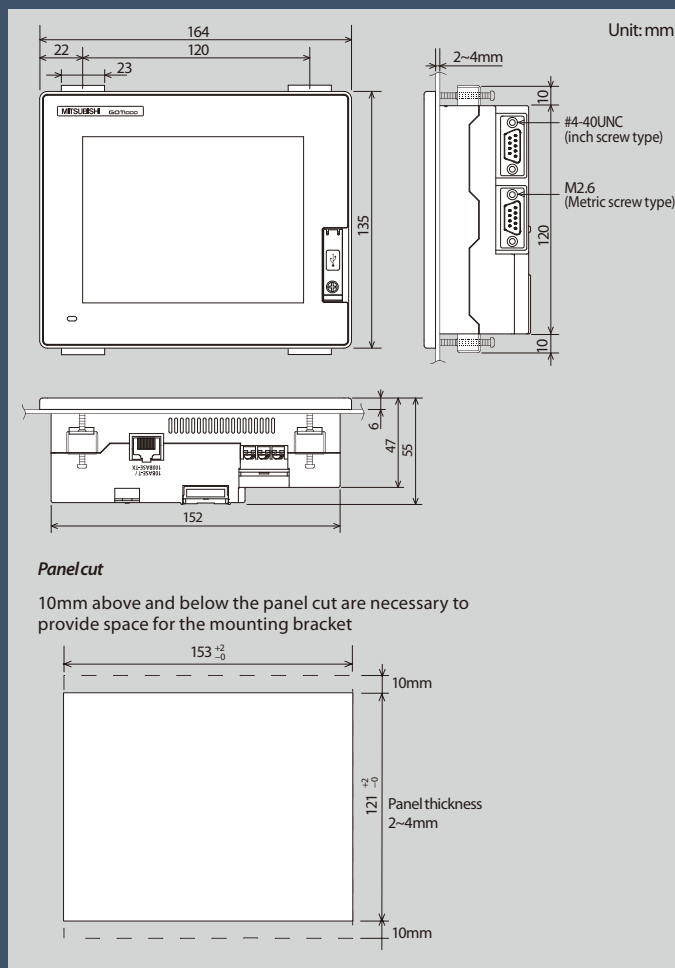 Unit: mm
164
22
120
23
MITSUBISHI GOT1000
135
2~4mm
10
#4-40UNC
(inch screw type)
M2.6
(Metric screw type)
120
10
10BASE-T /
100BASE-TX
6
47
55
152
Panel cut
10mm above and below the panel cut are necessary to
provide space for the mounting bracket
153 +2 −0
10mm
121 +2 −0
Panel thickness
2~4mm
10mm